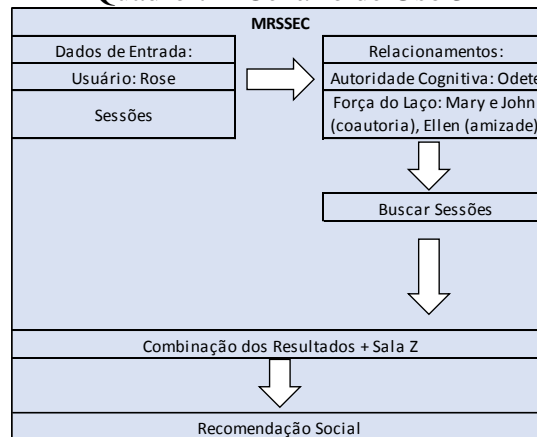 MRSSEC
Dados de Entrada:
Usuário: Rose
Sessões
Relacionamentos:
Autoridade Cognitiva: Odete
Força do Laço: Mary e John
(coautoria), Ellen (amizade)
Buscar Sessões
Combinação dos Resultados + Sala Z
Recomendação Social